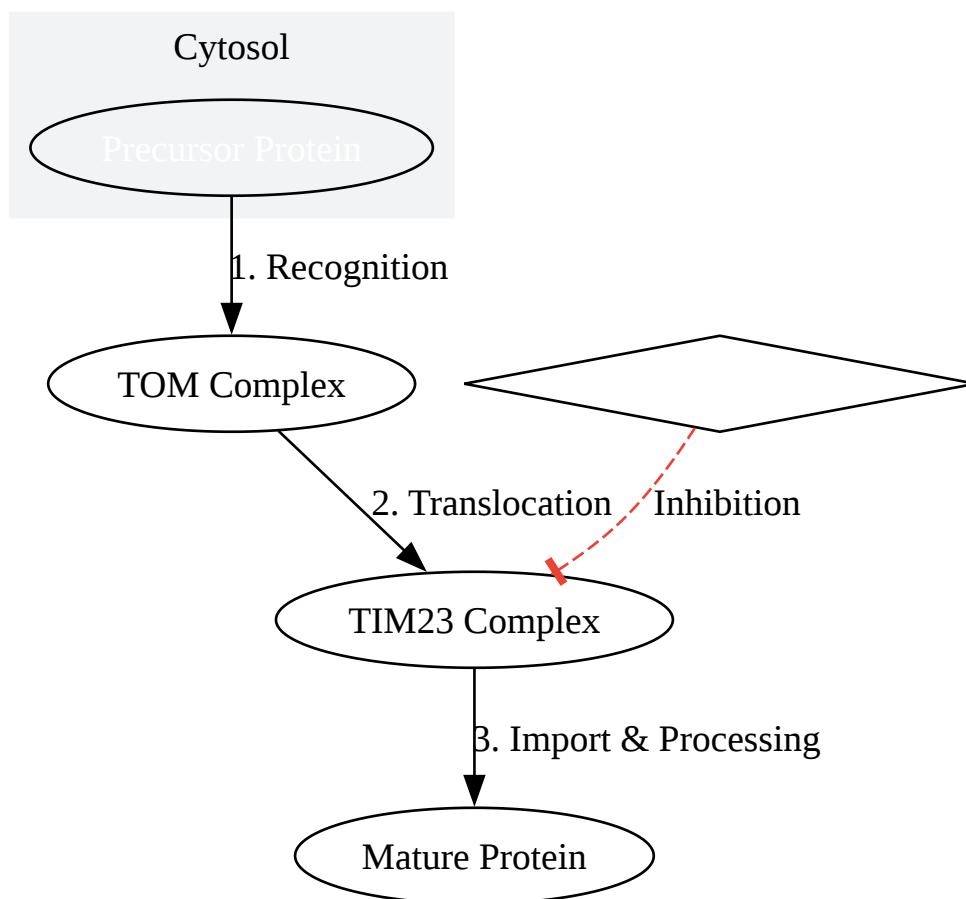 Cytosol
Precursor Protein
1. Recognition
TOM Complex
2. Translocation
Inhibition
TIM23 Complex
3. Import & Processing
Mature Protein